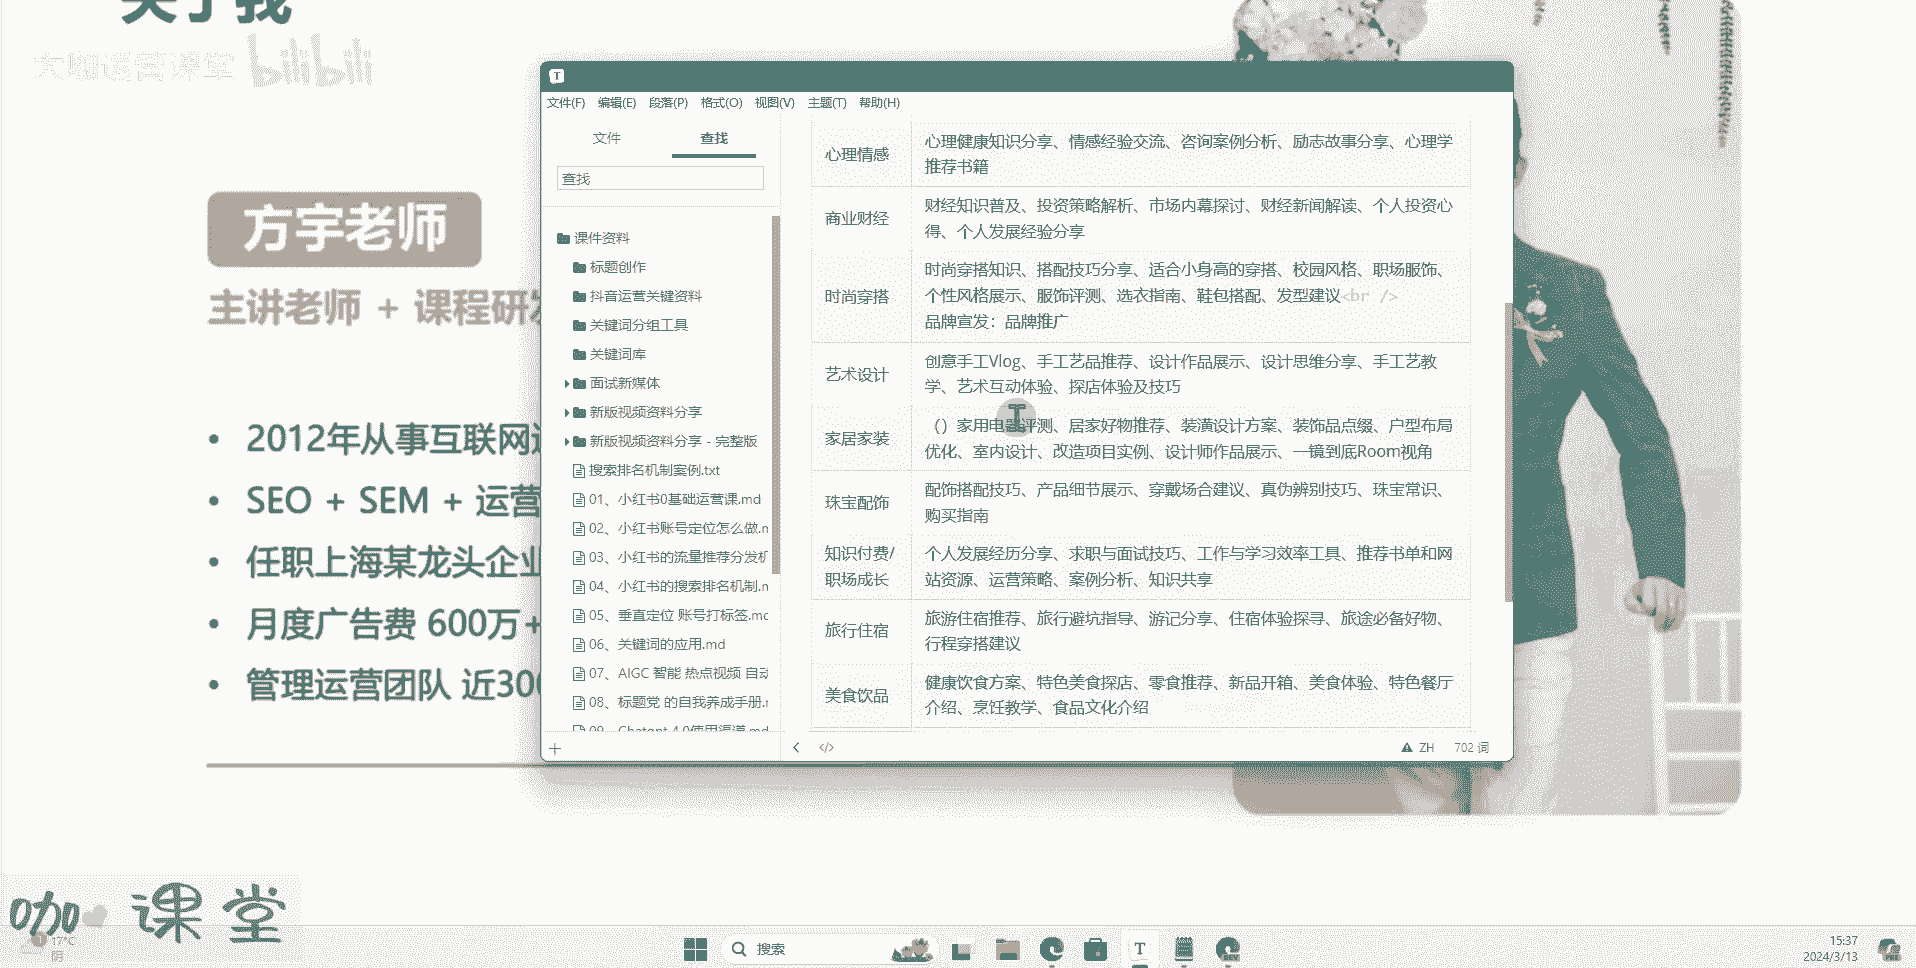 关于我
大咖运营课堂 bilibili
方宇老师
主讲老师 + 课程研发
2012年从事互联网
SEO + SEM + 运营
任职上海某龙头企业
月度广告费 600万+
管理运营团队 近300
T
文件(F) 编辑(E) 段落(P) 格式(O) 视图(V) 主题(T) 帮助(H)
文件 查找
查找
课件资料
标题创作
抖音运营关键资料
关键词分组工具
关键词库
面试新媒体
新版视频资料分享
新版视频资料分享 - 完整版
搜索排名机制案例.txt
01、小红书0基础运营课.md
02、小红书账号定位怎么做.m
03、小红书的流量推荐分发机
04、小红书的搜索排名机制.m
05、垂直定位 账号打标签.md
06、关键词的应用.md
07、AIGC 智能 热点视频 自动
08、标题党 的自我养成手册.m
09、Chatgpt 4.0使用渠道.md
心理情感
心理健康知识分享、情感经验交流、咨询案例分析、励志故事分享、心理学
推荐书籍
商业财经
财经知识普及、投资策略解析、市场内幕探讨、财经新闻解读、个人投资心
得、个人发展经验分享
时尚穿搭
时尚穿搭知识、搭配技巧分享、适合小身高的穿搭、校园风格、职场服饰、
个性风格展示、服饰评测、选衣指南、鞋包搭配、发型建议<br />
品牌宣发：品牌推广
艺术设计
创意手工Vlog、手工艺品推荐、设计作品展示、设计思维分享、手工艺教
学、艺术互动体验、探店体验及技巧
家居家装
（）家用电器评测、居家好物推荐、装潢设计方案、装饰品点缀、户型布局
优化、室内设计、改造项目实例、设计师作品展示、一镜到底Room视角
珠宝配饰
配饰搭配技巧、产品细节展示、穿戴场合建议、真伪辨别技巧、珠宝常识、
购买指南
知识付费/
职场成长
个人发展经历分享、求职与面试技巧、工作与学习效率工具、推荐书单和网
站资源、运营策略、案例分析、知识共享
旅行住宿
旅游住宿推荐、旅行避坑指导、游记分享、住宿体验探寻、旅途必备好物、
行程穿搭建议
美食饮品
健康饮食方案、特色美食探店、零食推荐、新品开箱、美食体验、特色餐厅
介绍、烹饪教学、食品文化介绍
ZH 702 词
咖 课 堂
1 17°C
阴
搜索
T
DEV
15:37
2024/3/13
PRE